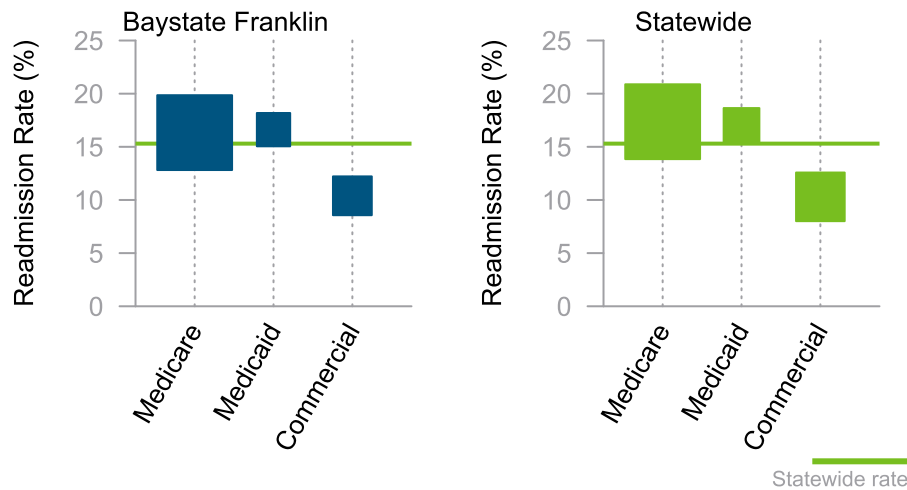 Baystate Franklin
Readmission Rate (%)
25
20
15
10
5
0
Medicare
Medicaid
Commercial
Statewide
Readmission Rate (%)
25
20
15
10
5
0
Medicare
Medicaid
Commercial
Statewide rate